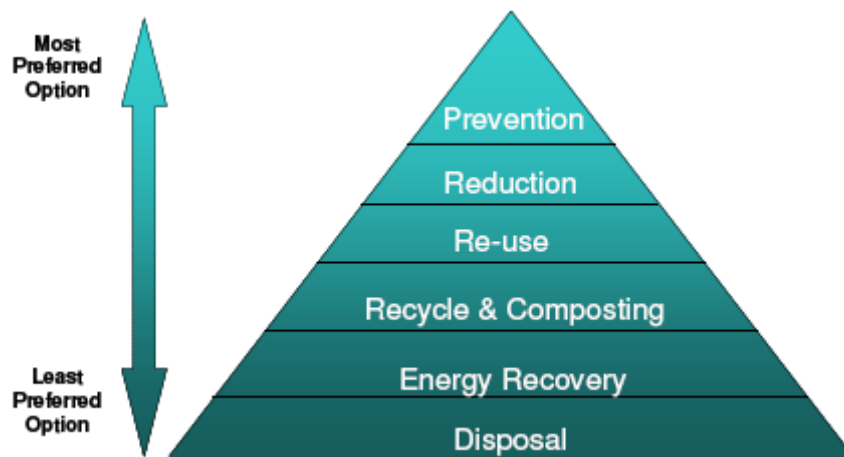 Most
Preferred
Option
Prevention
Reduction
Re-use
Recycle & Composting
Energy Recovery
Least
Preferred
Option
Disposal